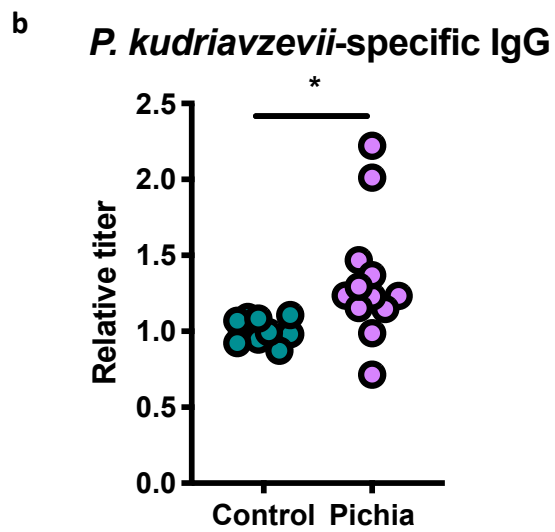 b
P. kudriavzevii-specific IgG
*
2.5
2.0
1.5
1.0
0.5
0.0
Relative titer
Control Pichia